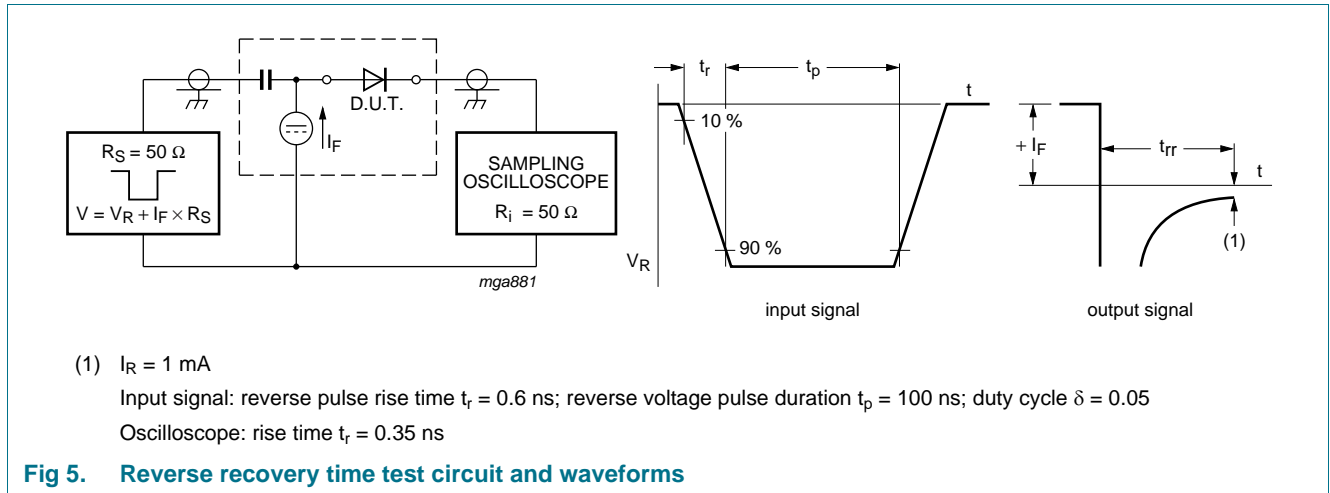 D.U.T.
I_F
R_S = 50 Ω
V = V_R + I_F × R_S
SAMPLING
OSCILLOSCOPE
R_i = 50 Ω
mga881
t_r
t_p
t
10 %
90 %
V_R
input signal
+ I_F
t_rr
t
(1)
output signal
(1) I_R = 1 mA
Input signal: reverse pulse rise time t_r = 0.6 ns; reverse voltage pulse duration t_p = 100 ns; duty cycle δ = 0.05
Oscilloscope: rise time t_r = 0.35 ns
Fig 5. Reverse recovery time test circuit and waveforms